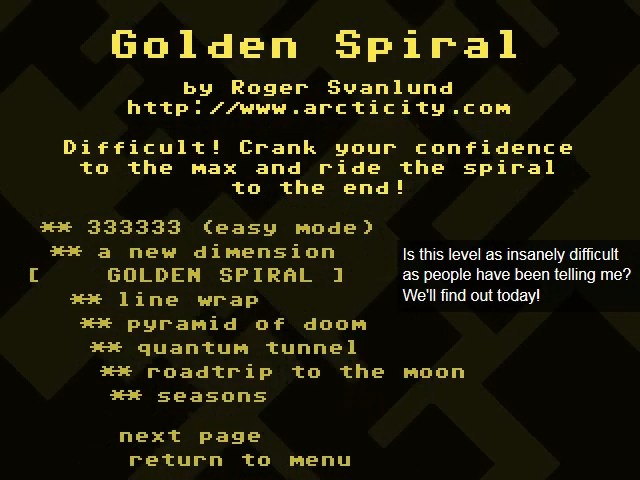 Golden Spiral
by Roger Svanlund
http://www.arcticity.com
Difficult! Crank your confidence
to the max and ride the spiral
to the end!
** 333333 (easy mode)
** a new dimension
[ GOLDEN SPIRAL ]
Is this level as insanely difficult
as people have been telling me?
We'll find out today!
** line wrap
** pyramid of doom
** quantum tunnel
** roadtrip to the moon
** seasons
next page
return to menu